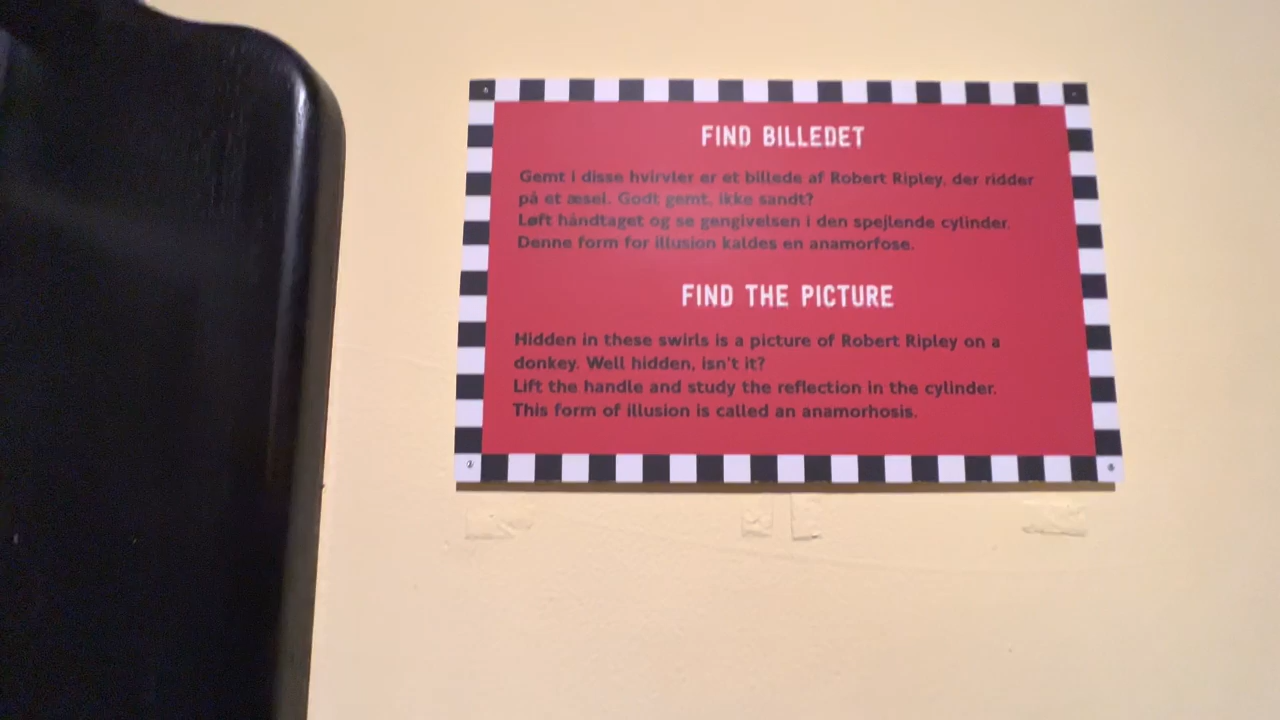 FIND BILLEDET
Gemt i disse hvirvler er et billede af Robert Ripley, der ridder
på et æsel. Godt gemt, ikke sandt?
Løft håndtaget og se gengivelsen i den spejlende cylinder.
Denne form for illusion kaldes en anamorfose.
FIND THE PICTURE
Hidden in these swirls is a picture of Robert Ripley on a
donkey. Well hidden, isn't it?
Lift the handle and study the reflection in the cylinder.
This form of illusion is called an anamorhosis.